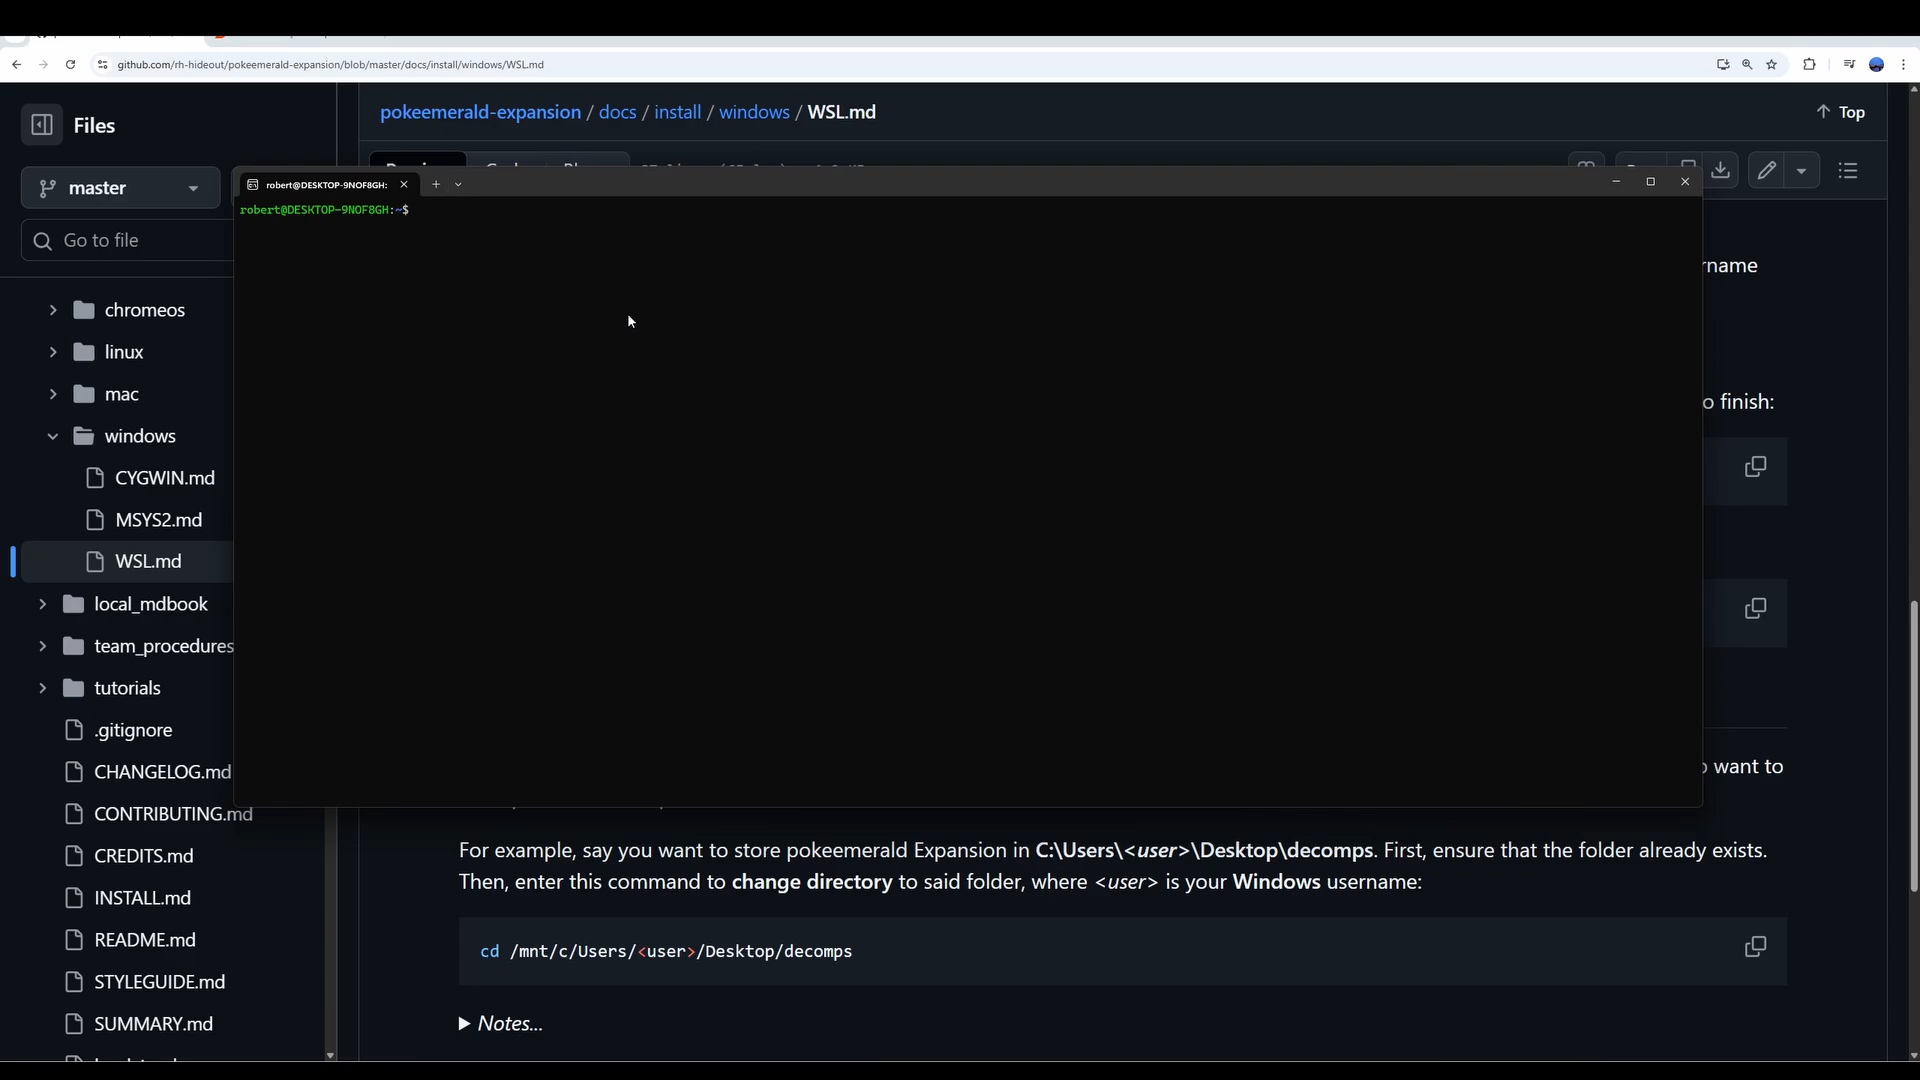 github.com/rh-hideout/pokeemerald-expansion/blob/master/docs/install/windows/WSL.md
Files
pokeemerald-expansion / docs / install / windows / WSL.md
Top
master
Go to file
robert@DESKTOP-9NOF8GH:
robert@DESKTOP-9NOF8GH:~$
chromeos
linux
mac
windows
CYGWIN.md
MSYS2.md
WSL.md
local_mdbook
team_procedures
tutorials
.gitignore
CHANGELOG.md
CONTRIBUTING.md
CREDITS.md
INSTALL.md
README.md
STYLEGUIDE.md
SUMMARY.md
finish:
want to
For example, say you want to store pokeemerald Expansion in C:\Users\<user>\Desktop\decomps. First, ensure that the folder already exists.
Then, enter this command to change directory to said folder, where <user> is your Windows username:
cd /mnt/c/Users/<user>/Desktop/decomps
Notes...